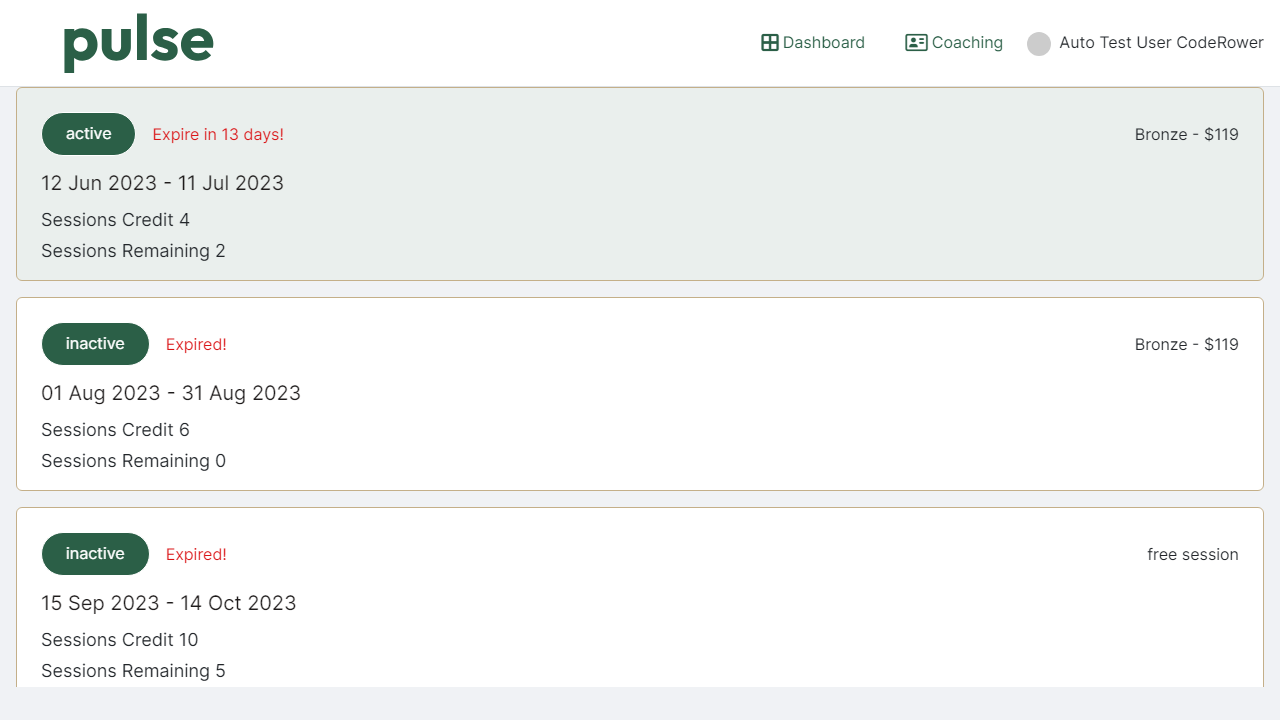 pulse
Dashboard Coaching Auto Test User CodeRower
active Expire in 13 days! Bronze - $119
12 Jun 2023 - 11 Jul 2023
Sessions Credit 4
Sessions Remaining 2
inactive Expired! Bronze - $119
01 Aug 2023 - 31 Aug 2023
Sessions Credit 6
Sessions Remaining 0
inactive Expired! free session
15 Sep 2023 - 14 Oct 2023
Sessions Credit 10
Sessions Remaining 5